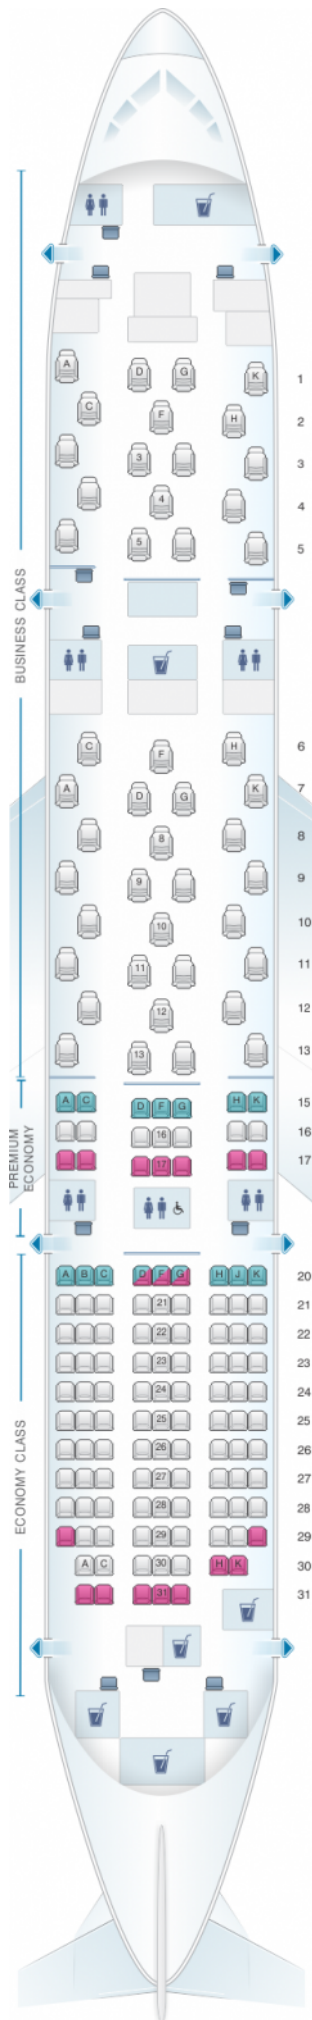 A D G K 1
C F H 2
3 3
4 4
5 5
BUSINESS CLASS
C F H 6
A D G K 7
8 8
9 9
10 10
11 11
12 12
13 13
A C D F G H K 15
16 16
17 17
PREMIUM
ECONOMY
A B C D F G H J K 20
21 21
22 22
23 23
24 24
25 25
26 26
27 27
28 28
29 29
A C 30 H K 30
31 31
ECONOMY CLASS